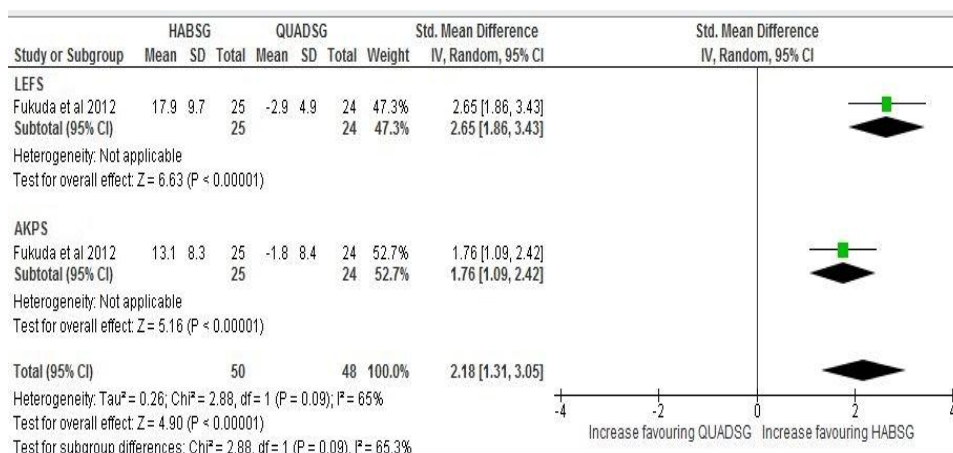 HABSG QUADSG Std. Mean Difference Std. Mean Difference
Study or Subgroup Mean SD Total Mean SD Total Weight IV, Random, 95% CI IV, Random, 95% CI
LEFS
Fukuda et al 2012 17.9 9.7 25 -2.9 4.9 24 47.3% 2.65 [1.86, 3.43]
Subtotal (95% CI) 25 24 47.3% 2.65 [1.86, 3.43]
Heterogeneity: Not applicable
Test for overall effect: Z = 6.63 (P < 0.00001)
AKPS
Fukuda et al 2012 13.1 8.3 25 -1.8 8.4 24 52.7% 1.76 [1.09, 2.42]
Subtotal (95% CI) 25 24 52.7% 1.76 [1.09, 2.42]
Heterogeneity: Not applicable
Test for overall effect: Z = 5.16 (P < 0.00001)
Total (95% CI) 50 48 100.0% 2.18 [1.31, 3.05]
Heterogeneity: Tau² = 0.26; Chi² = 2.88, df = 1 (P = 0.09); I² = 65%
Test for overall effect: Z = 4.90 (P < 0.00001)
Test for subgroup differences: Chi² = 2.88, df = 1 (P = 0.09), I² = 65.3%
-4 -2 0 2 4
Increase favouring QUADSG Increase favouring HABSG